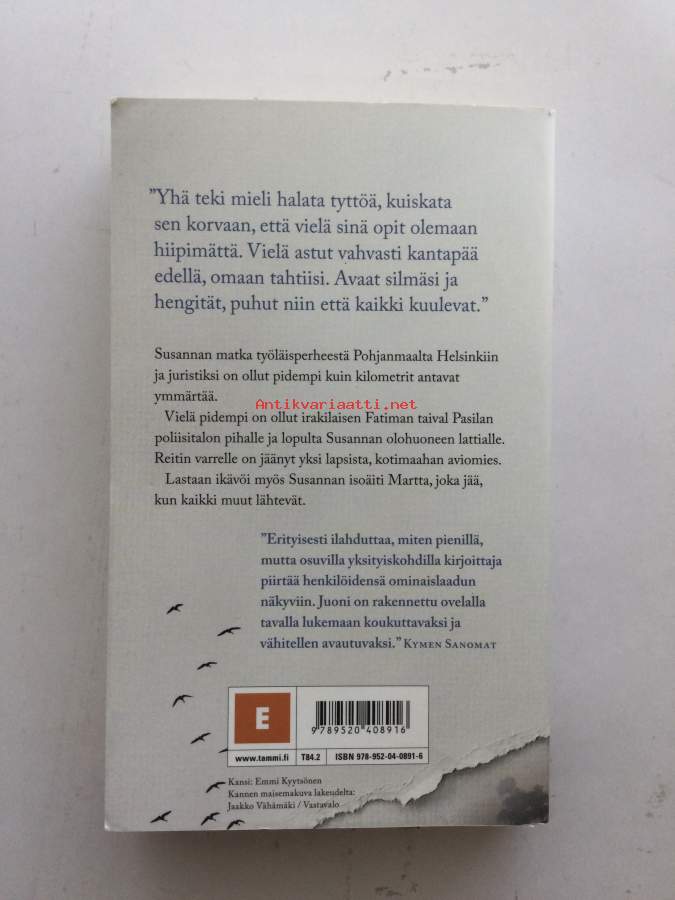 ”Yhä teki mieli halata tyttöä, kuiskata
sen korvaan, että vielä sinä opit olemaan
hiipimättä. Vielä astut vahvasti kantapää
edellä, omaan tahtiisi. Avaat silmäsi ja
hengität, puhut niin että kaikki kuulevat.”
Susannan matka työläisperheestä Pohjanmaalta Helsinkiin
ja juristiksi on ollut pidempi kuin kilometrit antavat
ymmärtää.
Antikvariaatti.net
Vielä pidempi on ollut irakilaisen Fatiman taival Pasilan
poliisitalon pihalle ja lopulta Susannan olohuoneen lattialle.
Reitin varrelle on jäänyt yksi lapsista, kotimaahan aviomies.
Lastaan ikävöi myös Susannan isoäiti Martta, joka jää,
kun kaikki muut lähtevät.
”Erityisesti ilahduttaa, miten pienillä,
mutta osuvilla yksityiskohdilla kirjoittaja
piirtää henkilöidensä ominaislaadun
näkyviin. Juoni on rakennettu ovelalla
tavalla lukemaan koukuttavaksi ja
vähitellen avautuvaksi.” Kymen Sanomat
E
9789520408916
www.tammi.fi T84.2 ISBN 978-952-04-0891-6
Kansi: Emmi Kyytsönen
Kannen maisemakuva lakeudelta:
Jaakko Vähämäki / Vastavalo